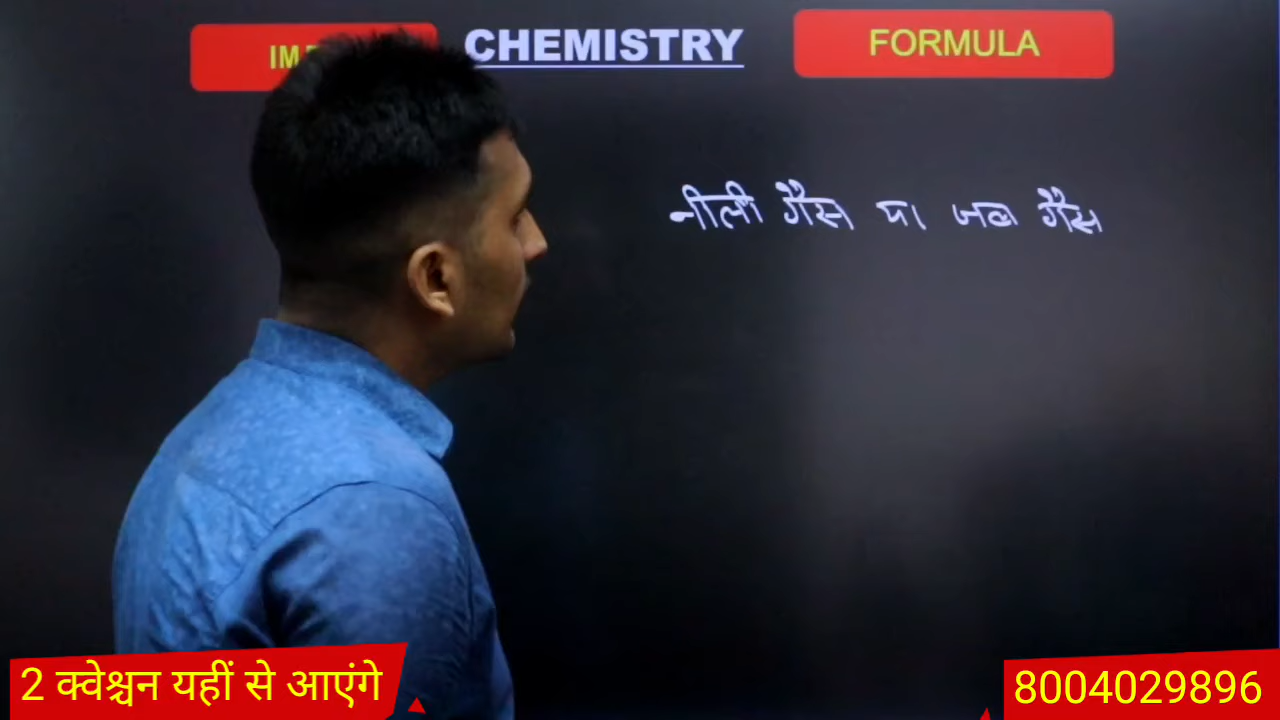 CHEMISTRY FORMULA
नीली गैस या जल गैस
2 क्वेश्चन यहीं से आएंगे
8004029896